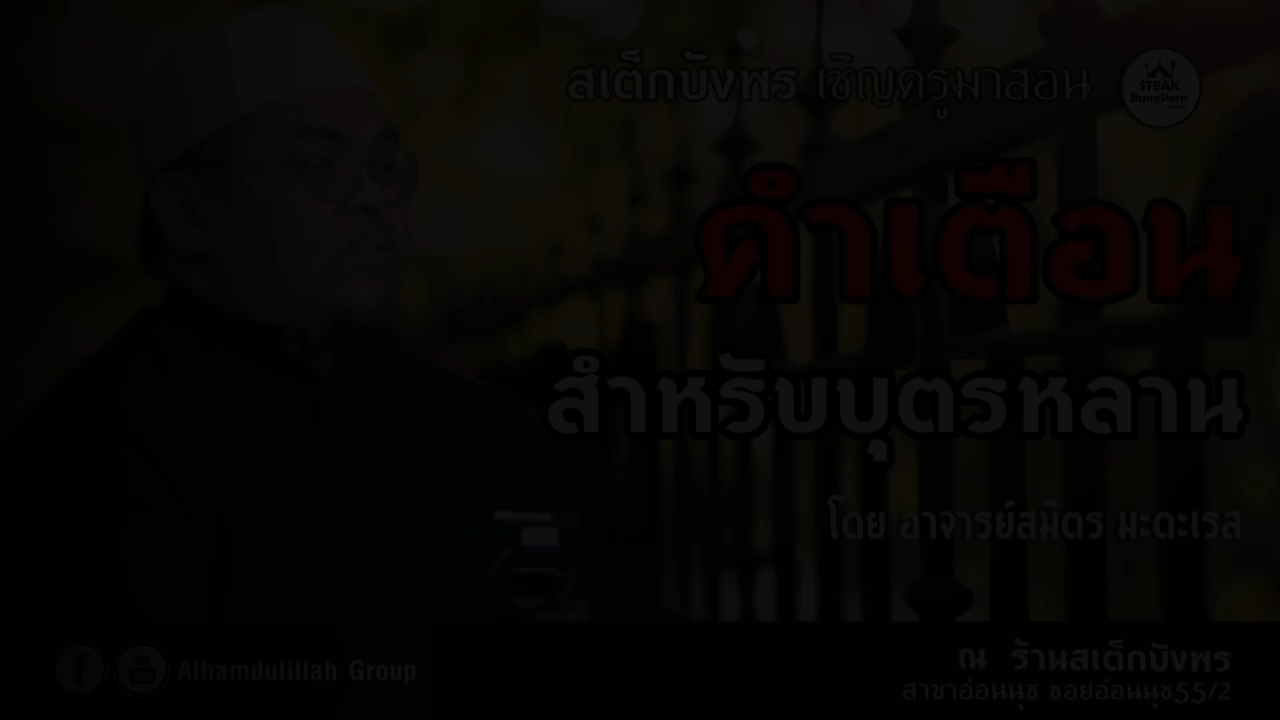 สเต็กบังพร เชิญครูมาสอน
STEAK
BungPorn
คำเตือน
สำหรับบุตรหลาน
โดย อาจารย์สมิตร มะดะเรส
f You Tube Alhamdulillah Group
ณ ร้านสเต็กบังพร
สาขาอ่อนนุช ซอยอ่อนนุช55/2